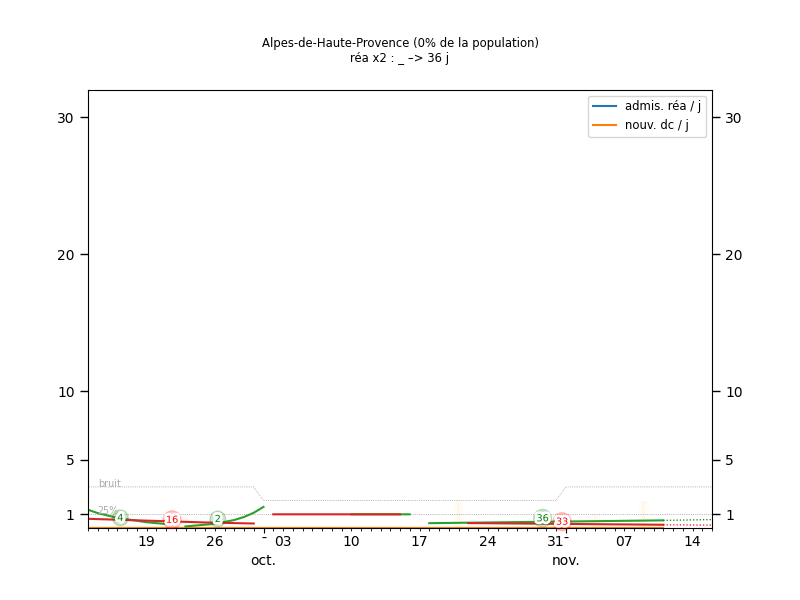 Alpes-de-Haute-Provence (0% de la population)
réa x2 : _ –> 36 j
admis. réa / j
nouv. dc / j
30 30
20 20
10 10
5 5
bruit
25%
1 1
4 16 2 36 33
19 26 - 03 10 17 24 31 - 07 14
oct. nov.